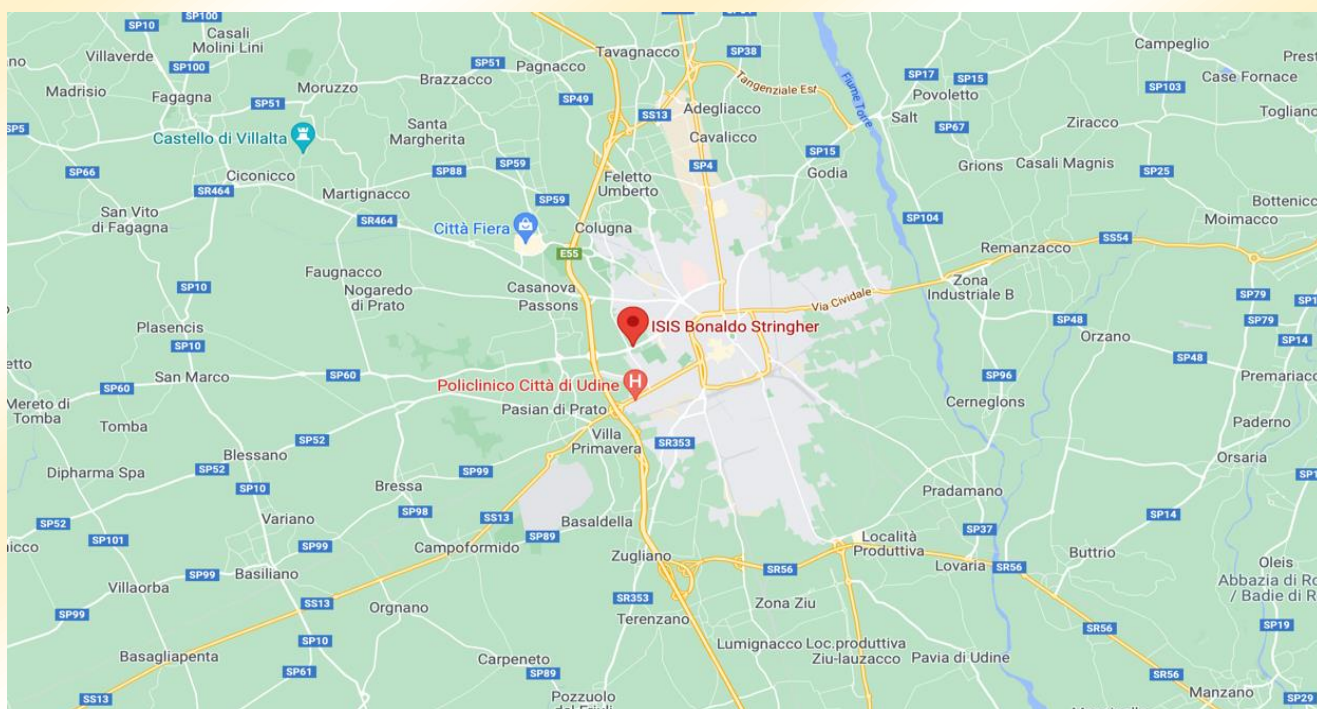 SP10
SP100
Casali
Molini Lini
Villaverde
SP100
Fagagna
Madrisio
SP51
Moruzzo
SP5
Castello di Villalta
SP66
Ciconicco
SR464
San Vito
di Fagagna
Martignacco
SR464
SP88
Santa
Margherita
Brazzacco
SP51
Pagnacco
SP49
Tavagnacco
SP38
SS13
Adegliacco
Cavalicco
SP4
Tangenziale Est
Fiume Torre
SP15
Godia
SP17
SP15
Povoletto
Salt
SP67
Campeglio
Case Fornace
SP103
Ziracco
Togliano
Grions
Casali Magnis
SP25
SP104
Moimacco
Remanzacco
SS54
SP59
SP59
Feletto
Umberto
Colugna
Città Fiera
E55
Faugnacco
Nogaredo
di Prato
Casanova
Passons
SP10
Plasencis
SP10
San Marco
SP60
SP60
Mereto di
Tomba
Tomba
ISIS Bonaldo Stringher
Via Cividale
Policlinico Città di Udine
H
Pasian di Prato
Villa
Primavera
SR353
Zona
Industriale B
SP48
Orzano
SP48
SP79
SP79
SP14
SP96
Cerneglons
Premariacco
Paderno
Orsaria
SP52
Blessano
SP52
Dipharma Spa
SP10
SP99
Bressa
SP98
SS13
SP52
SP101
Variano
SP99
SP99
Basiliano
Villaorba
SP99
SS13
Campoformido
SP89
Basaldella
Zugliano
Orgnano
SP10
Basagliapenta
SP61
SS13
Carpeneto
SP89
Pozzuolo
SR353
Terenzano
SR56
Zona Ziu
Lumignacco
Loc.produttiva
Ziu-lauzacco
Pavia di Udine
Località
Produttiva
Pradamano
SP37
Lovaria
SR56
SP14
Buttrio
Oleis
Abbazia di
/ Badie di
SP19
SR56
SR56
Manzano
SP29